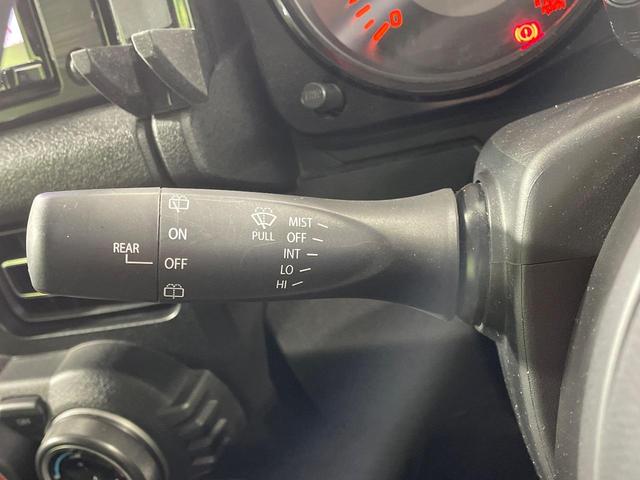 REAR
ON
OFF
PULL
MIST
OFF
INT
LO
HI